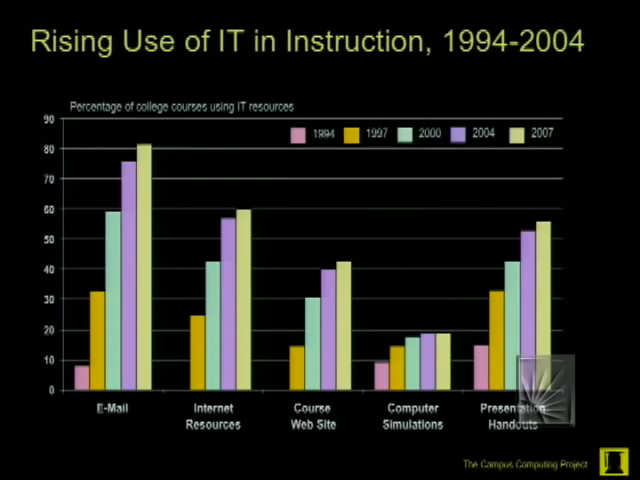 Rising Use of IT in Instruction, 1994-2004
Percentage of college courses using IT resources
90
1994 1997 2000 2004 2007
80
70
60
50
40
30
20
10
0
E-Mail Internet Resources Course Web Site Computer Simulations Presentation Handouts
The Campus Computing Project